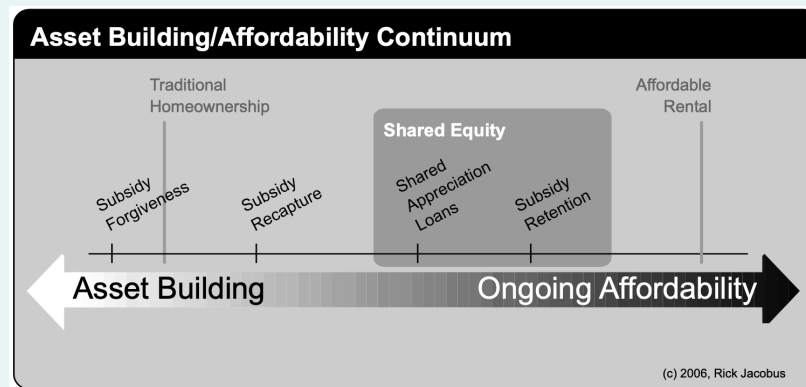 Asset Building/Affordability Continuum
Traditional
Homeownership
Affordable
Rental
Shared Equity
Subsidy
Forgiveness
Subsidy
Recapture
Shared
Appreciation
Loans
Subsidy
Retention
Asset Building
Ongoing Affordability
(c) 2006, Rick Jacobus